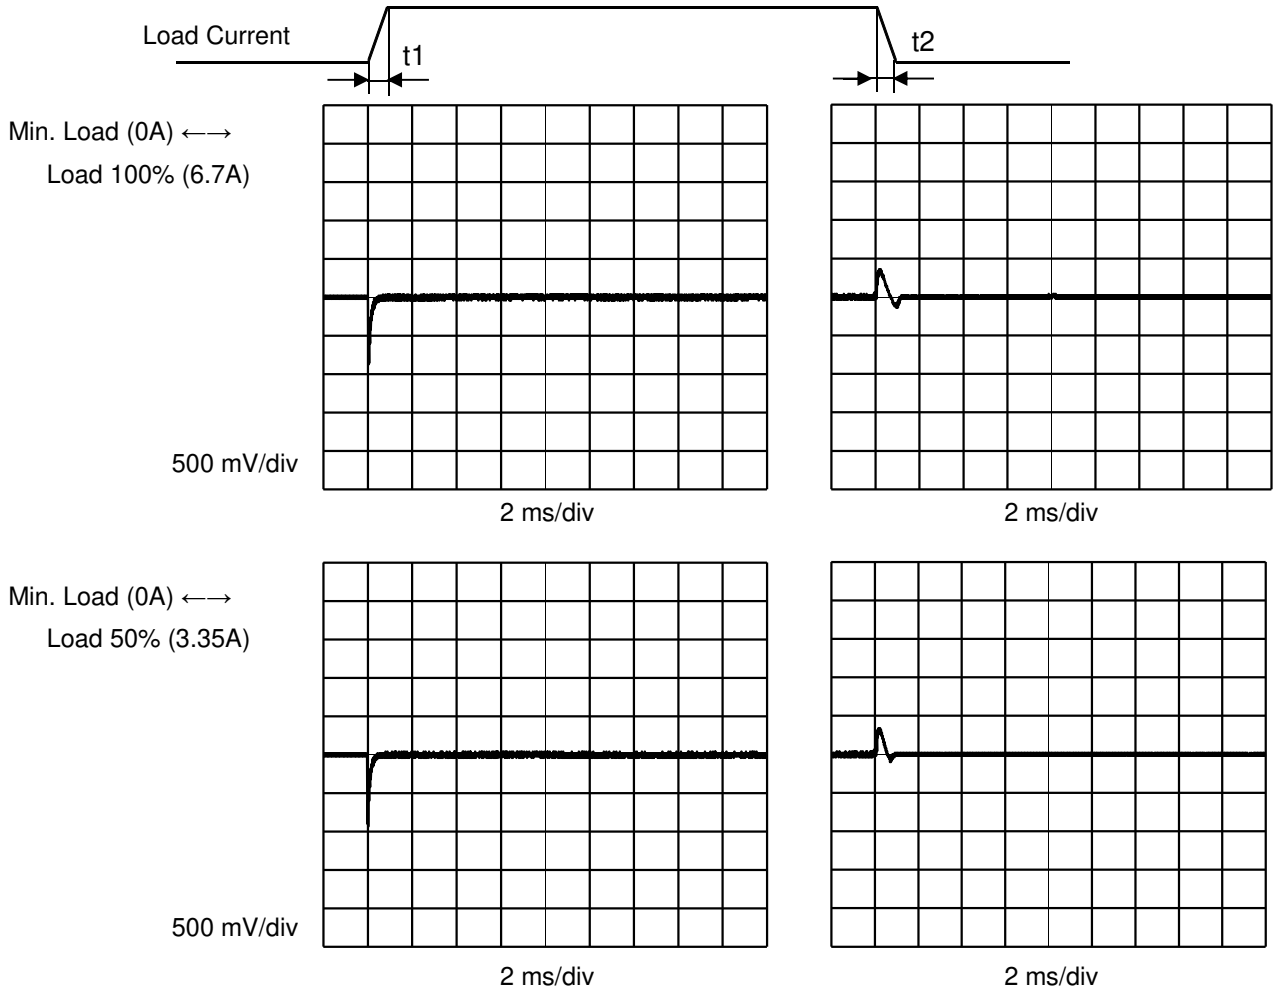 Load Current
t1
t2
Min. Load (0A) ←→
Load 100% (6.7A)
500 mV/div
2 ms/div
2 ms/div
Min. Load (0A) ←→
Load 50% (3.35A)
500 mV/div
2 ms/div
2 ms/div